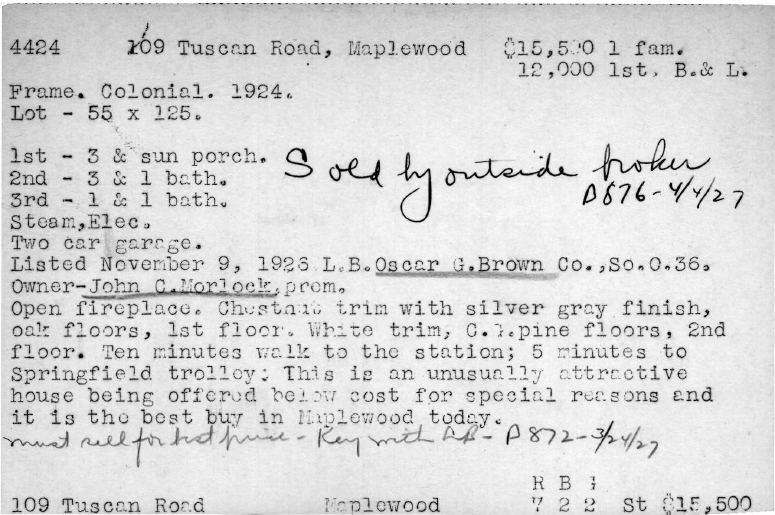 4424 109 Tuscan Road, Maplewood $15,500 1 fam.
12,000 1st. B.& L.
Frame. Colonial. 1924.
Lot - 55 x 125.
1st - 3 & sun porch.
2nd - 3 & 1 bath.
3rd - 1 & 1 bath.
Sold by outside broker
D876-4/4/27
Steam,Elec.
Two car garage.
Listed November 9, 1926 L.B.Oscar G.Brown Co.,So.O.36.
Owner-John C.Morlock,prem.
Open fireplace. Chestnut trim with silver gray finish,
oak floors, 1st floor. White trim, C.l.pine floors, 2nd
floor. Ten minutes walk to the station; 5 minutes to
Springfield trolley; This is an unusually attractive
house being offered below cost for special reasons and
it is the best buy in Maplewood today.
must sell for best price - Key with - D872-3/24/27
R B G
109 Tuscan Road Maplewood 7 2 2 St $15,500